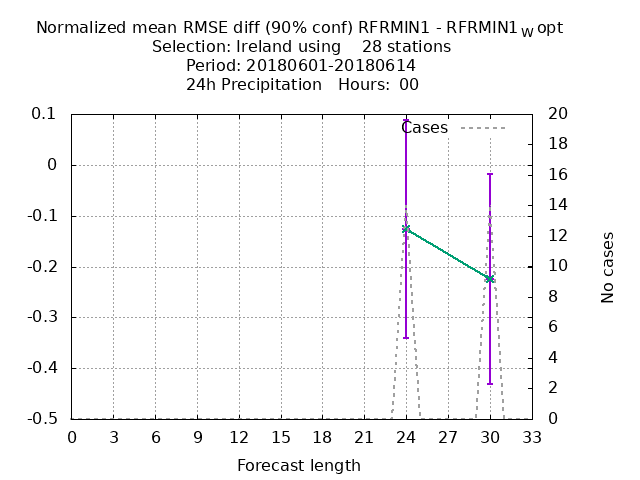 Normalized mean RMSE diff (90% conf) RFRMIN1 - RFRMIN1WOpt
Selection: Ireland using 28 stations
Period: 20180601-20180614
24h Precipitation Hours: 00
Cases
0.1
0
-0.1
-0.2
-0.3
-0.4
-0.5
20
18
16
14
12
10
8
6
4
2
0
No cases
0 3 6 9 12 15 18 21 24 27 30 33
Forecast length